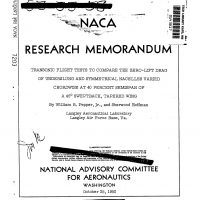 NACA
RESEARCH MEMORANDUM
TRANSONIC FLIGHT TESTS TO COMPARE THE ZERO-LIFT DRAG
OF UNDERSLUNG AND SYMMETRICAL NACELLES VARIED
CHORDWISE AT 40 PERCENT SEMISPAN OF
A 45° SWEPTBACK, TAPERED WING
By William B. Pepper, Jr., and Sherwood Hoffman
Langley Aeronautical Laboratory
Langley Air Force Base, Va.
NATIONAL ADVISORY COMMITTEE
FOR AERONAUTICS
WASHINGTON
October 25, 1950